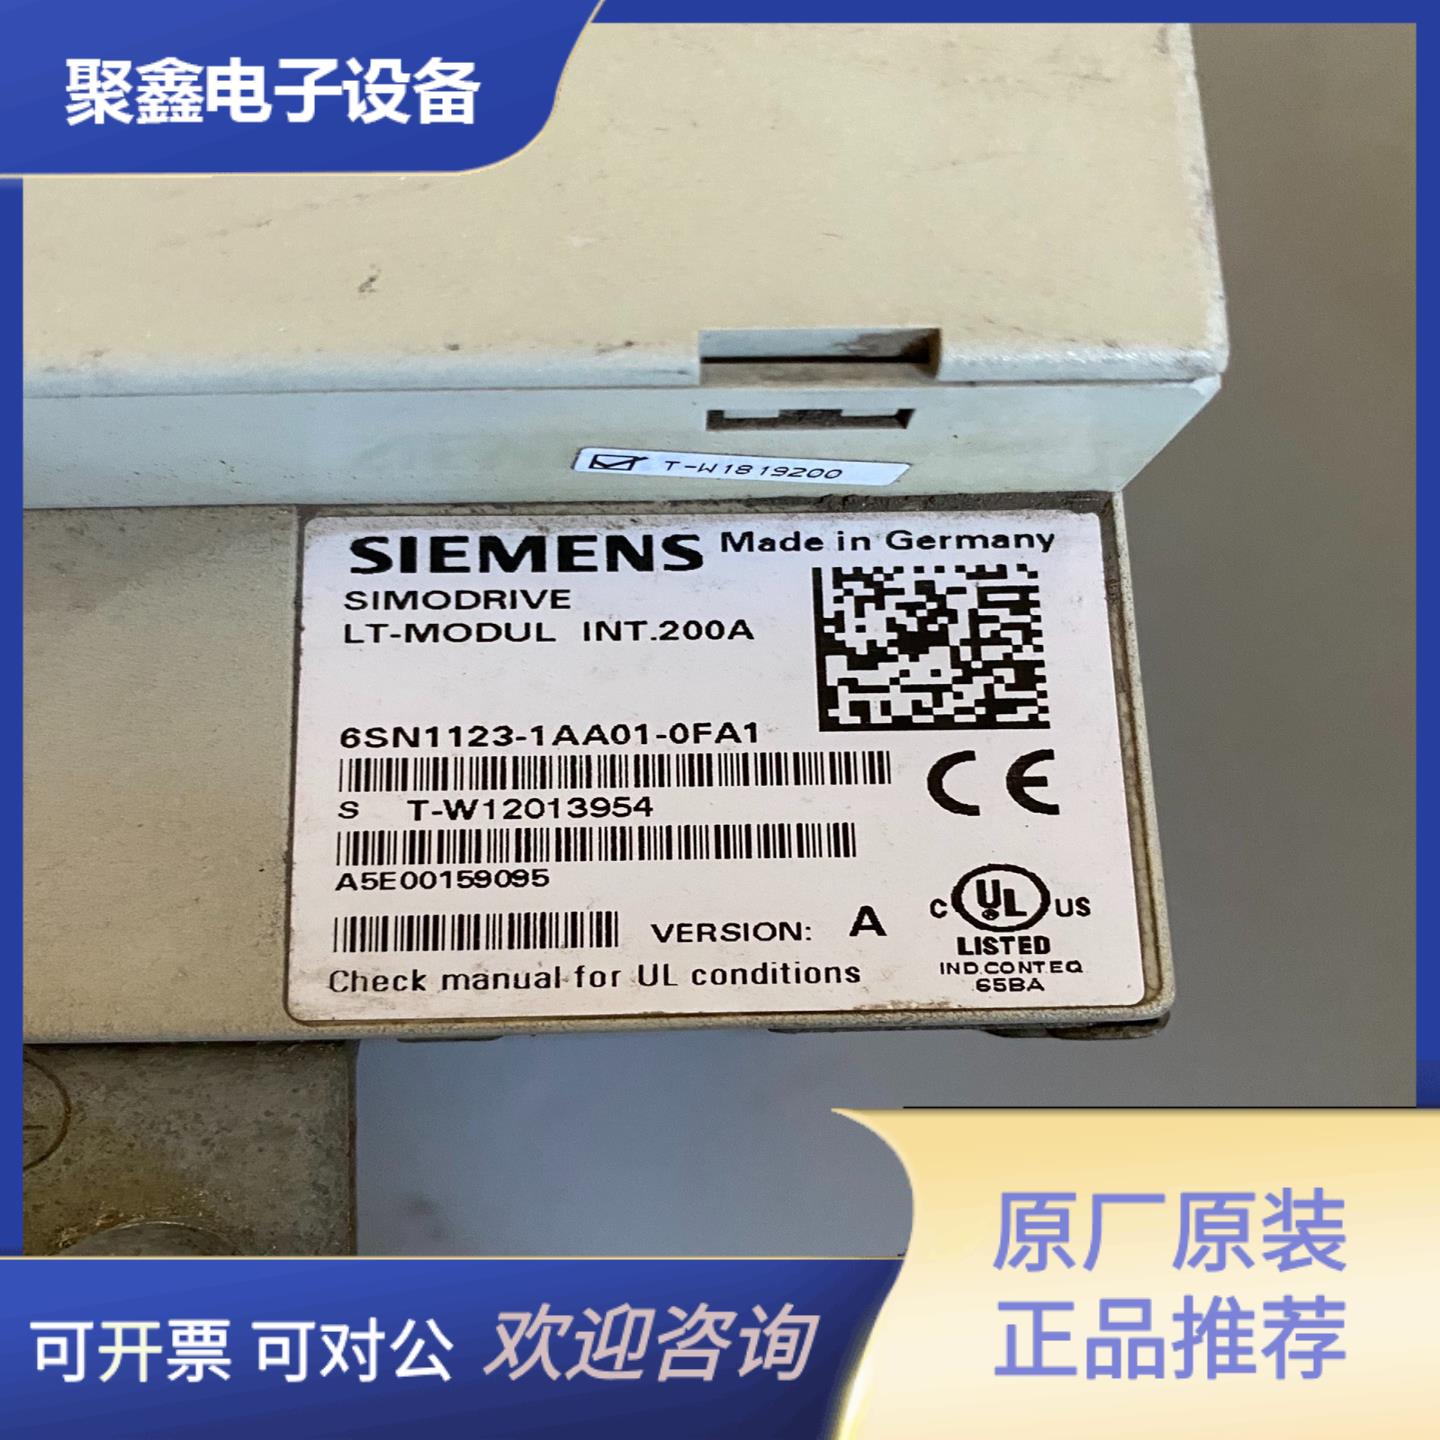 聚鑫电子设备
T-W1819200
SIEMENS Made in Germany
SIMODRIVE
LT-MODUL INT.200A
6SN1123-1AA01-0FA1
S T-W12013954
A5E00159095
VERSION: A
Check manual for UL conditions
C UL US
LISTED
IND.CONT.EQ
65BA
原厂原装
正品推荐
可开票 可对公 欢迎咨询